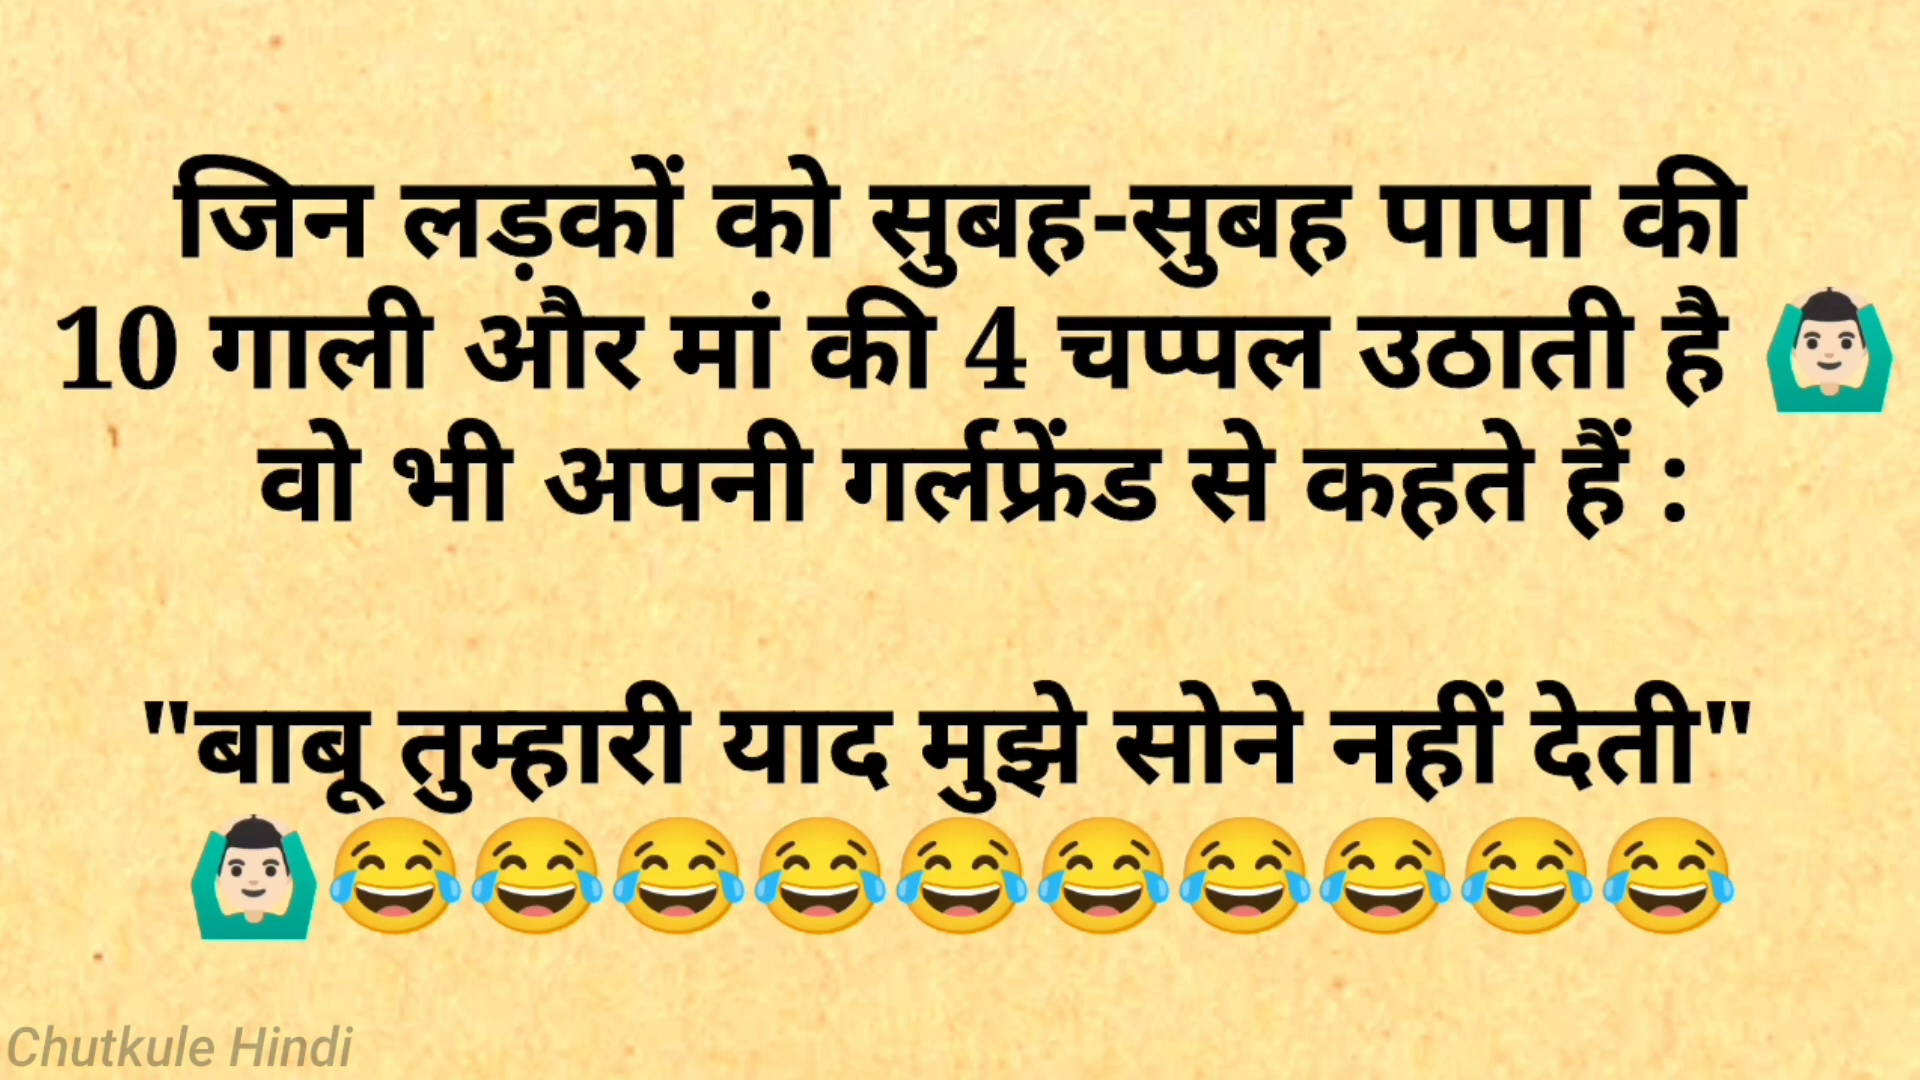 जिन लड़कों को सुबह-सुबह पापा की
10 गाली और मां की 4 चप्पल उठाती है 🙆🏻‍♂️
वो भी अपनी गर्लफ्रेंड से कहते हैं :
"बाबू तुम्हारी याद मुझे सोने नहीं देती"
🙆🏻‍♂️😂😂😂😂😂😂😂😂😂😂
Chutkule Hindi